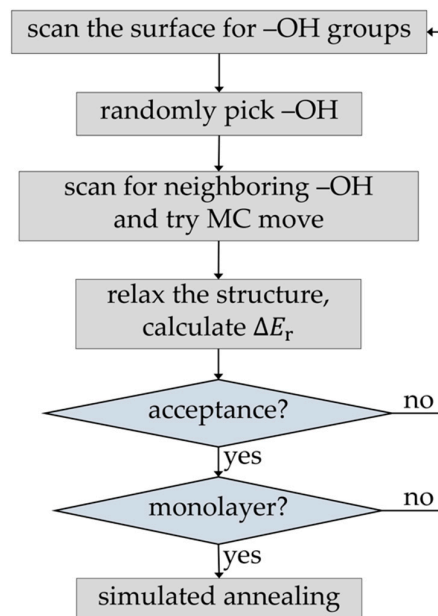 scan the surface for –OH groups
randomly pick –OH
scan for neighboring –OH
and try MC move
relax the structure,
calculate ΔEr
acceptance?
no
yes
monolayer?
no
yes
simulated annealing